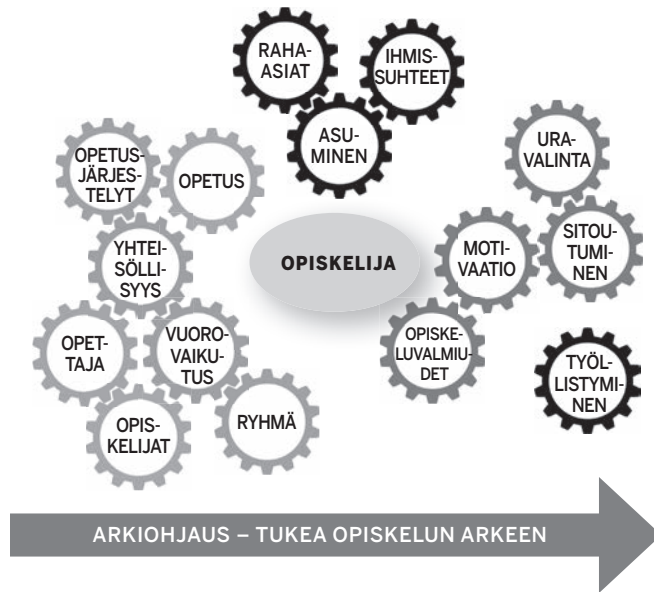 RAHA-
ASIAT
IHMIS-
SUHTEET
ASU-
MINEN
OPETUS-
JÄRJES-
TELYT
OPETUS
URA-
VALINTA
YHTEI-
SÖLLI-
SYYS
OPISKELIJA
MOTI-
VAATIO
SITOU-
TUMI-
NEN
OPET-
TAJA
VUORO-
VAIKU-
TUS
OPISKE-
LUVALMIU-
DET
TYÖL-
LISTYMI-
NEN
OPIS-
KELIJAT
RYHMÄ
ARKIOHJAUS – TUKEA OPISKELUN ARKEEN